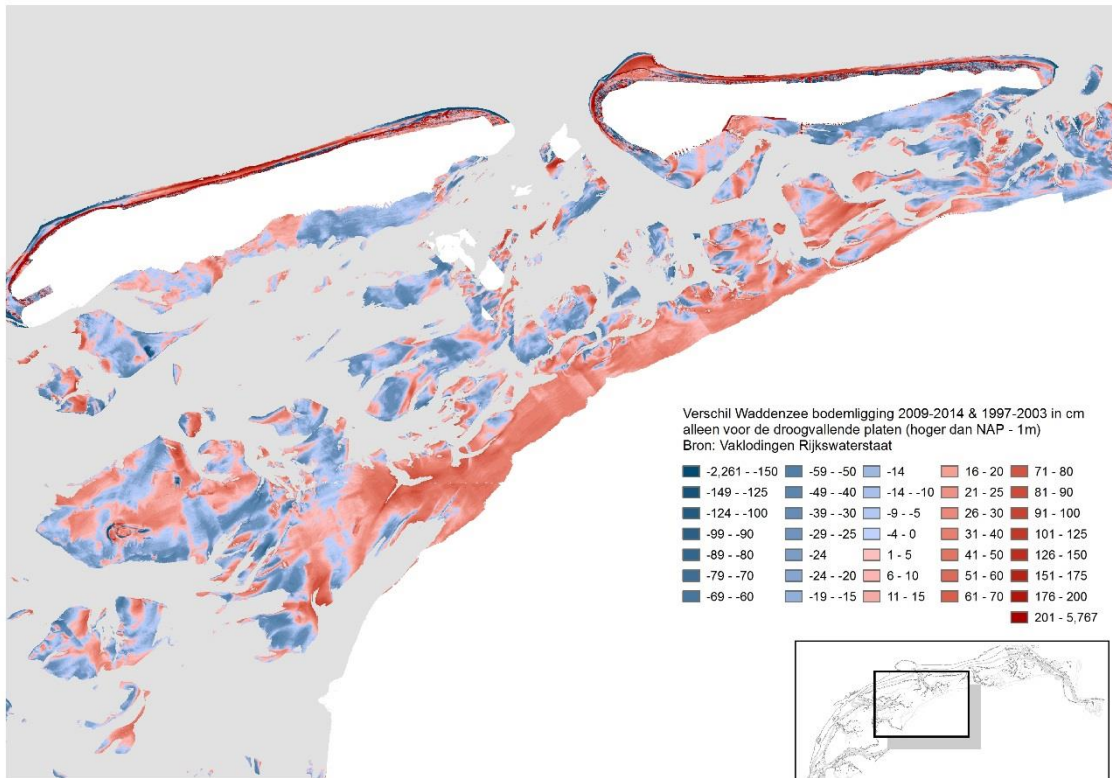 Verschil Waddenzee bodemligging 2009-2014 & 1997-2003 in cm
alleen voor de droogvallende platen (hoger dan NAP - 1m)
Bron: Vaklodingen Rijkswaterstaat
-2,261 - -150 -59 - -50 -14 16 - 20 71 - 80
-149 - -125 -49 - -40 -14 - -10 21 - 25 81 - 90
-124 - -100 -39 - -30 -9 - -5 26 - 30 91 - 100
-99 - -90 -29 - -25 -4 - 0 31 - 40 101 - 125
-89 - -80 -24 1 - 5 41 - 50 126 - 150
-79 - -70 -24 - -20 6 - 10 51 - 60 151 - 175
-69 - -60 -19 - -15 11 - 15 61 - 70 176 - 200
201 - 5,767